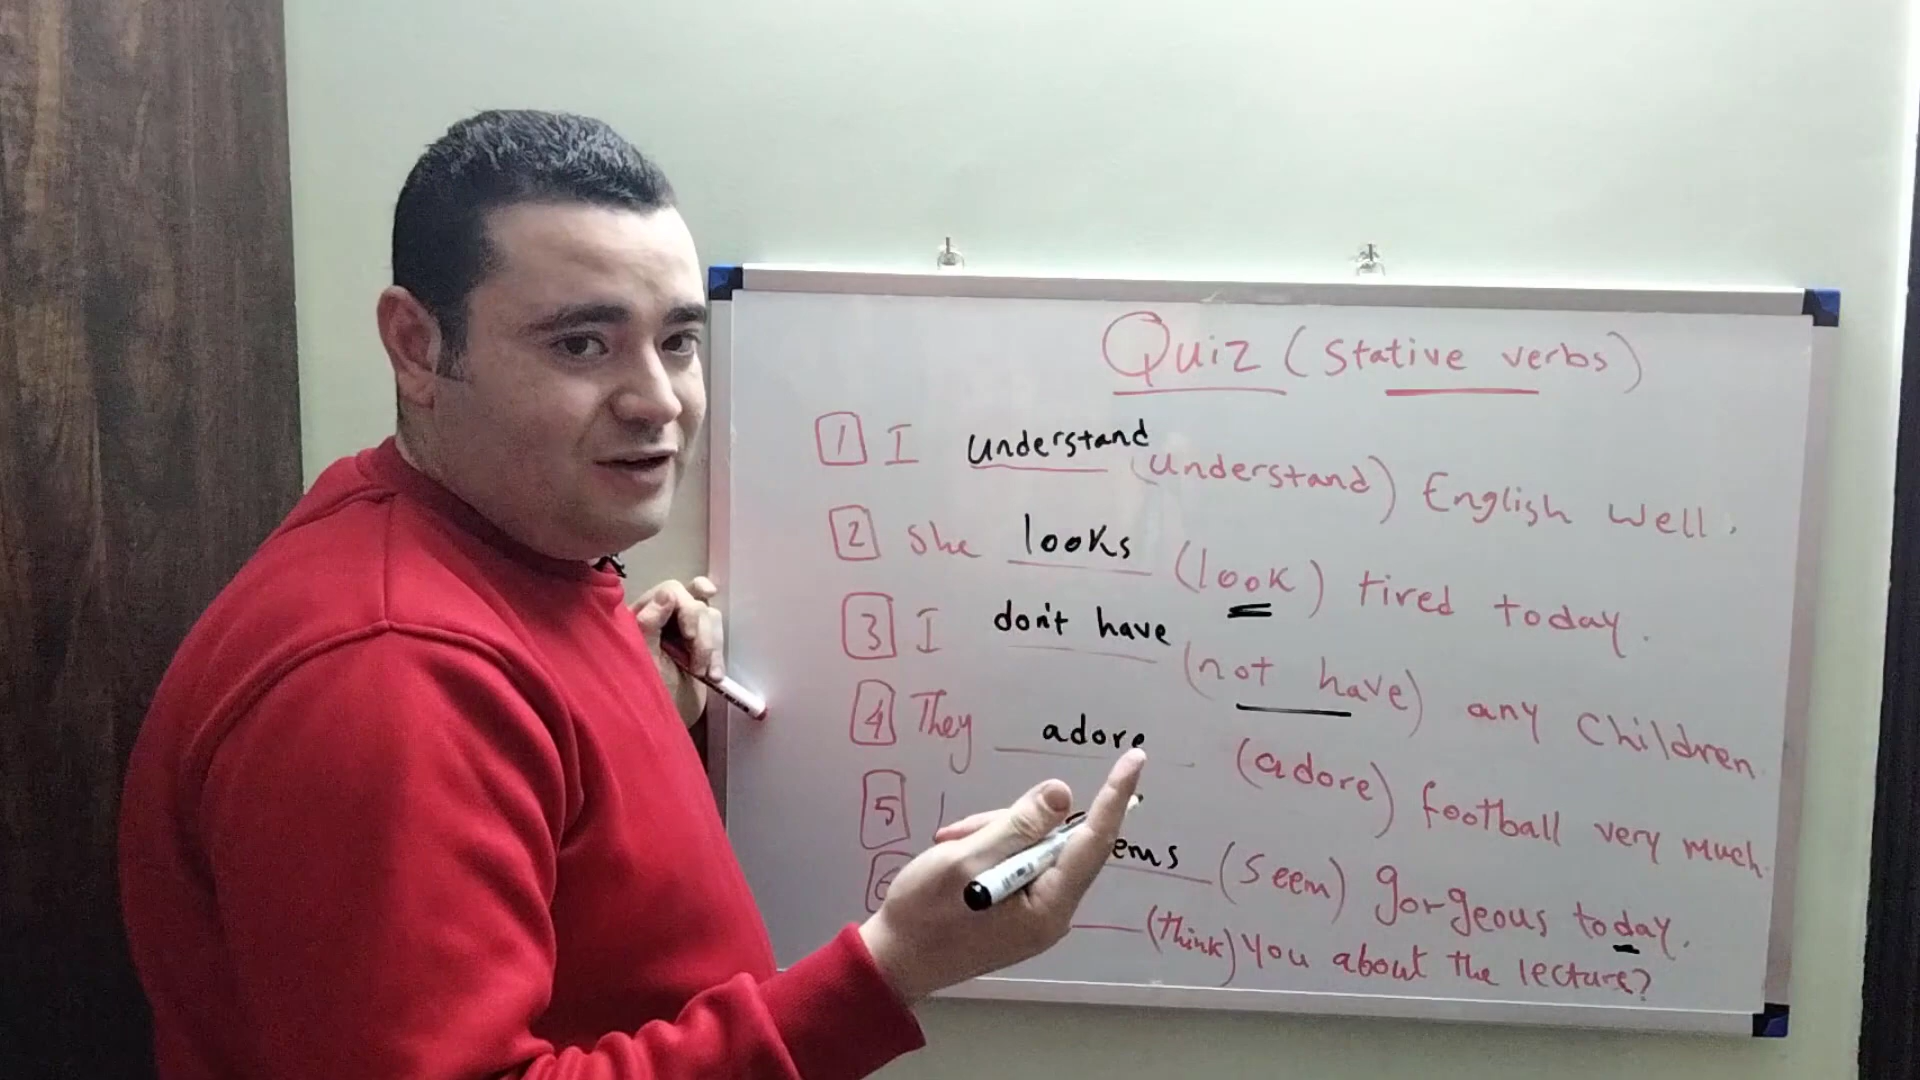 Quiz (Stative verbs)
1 I understand (understand) English well.
2 She looks (look) tired today.
3 I don't have (not have) any children.
4 They adore (adore) football very much.
5 (seem) gorgeous today.
(think) you about the lecture?